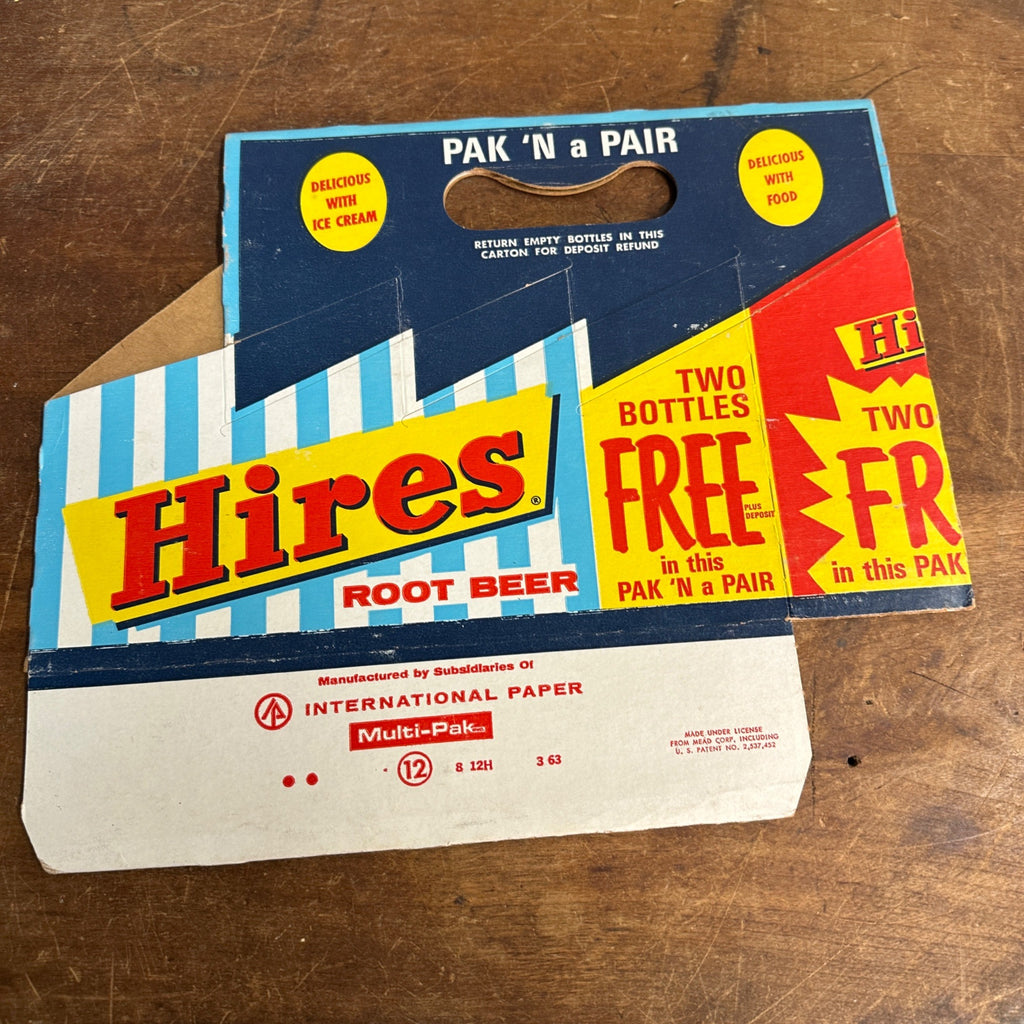 PAK 'N a PAIR
DELICIOUS
WITH
ICE CREAM
DELICIOUS
WITH
FOOD
RETURN EMPTY BOTTLES IN THIS
CARTON FOR DEPOSIT REFUND
Hires®
ROOT BEER
TWO
BOTTLES
FREE
PLUS
DEPOSIT
in this
PAK 'N a PAIR
Hi
TWO
FR
in this PAK
Manufactured by Subsidiaries Of
INTERNATIONAL PAPER
Multi-Pak
12
8 12H
3 63
MADE UNDER LICENSE
FROM MEAD CORP. INCLUDING
U. S. PATENT NO. 2,537,452